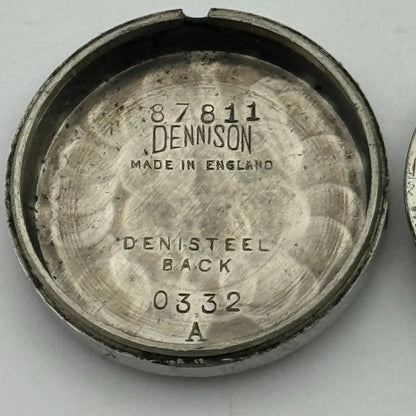 87811
DENNISON
MADE IN ENGLAND
DENISTEEL
BACK
0332
A